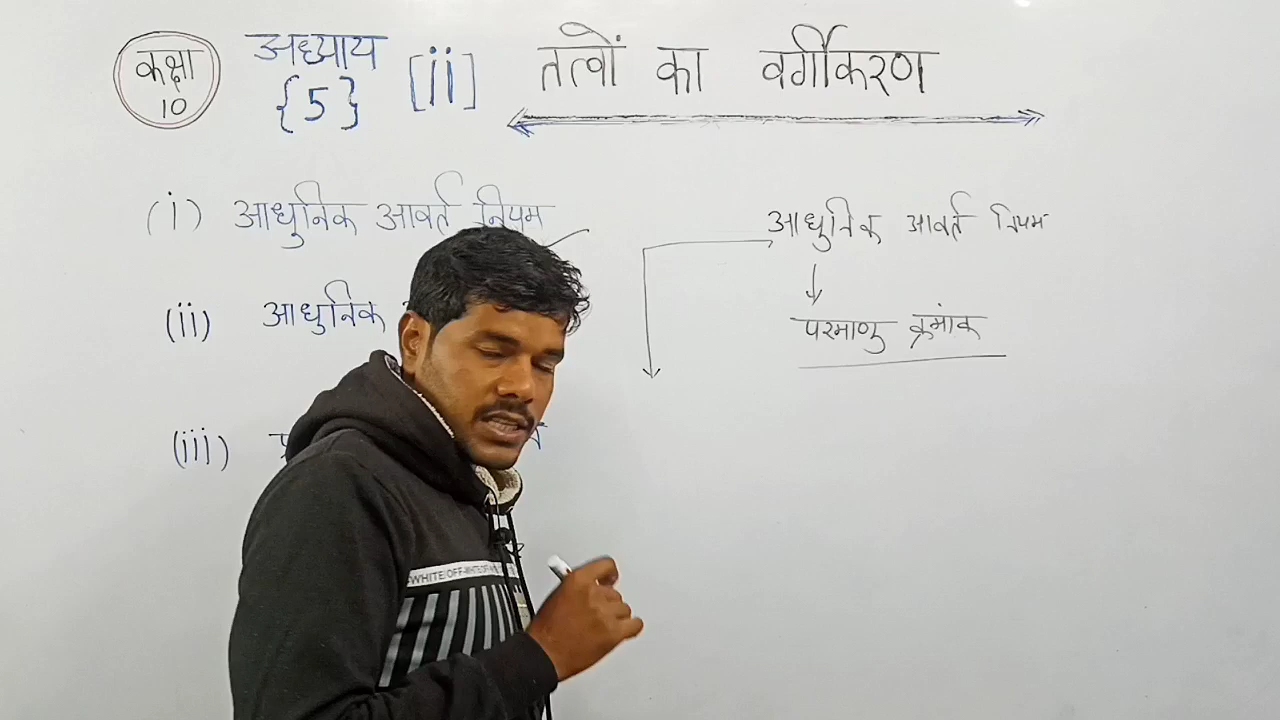 कक्षा
10
अध्याय
{5}
[ii] तत्वों का वर्गीकरण
(i) आधुनिक आवर्त नियम
(ii) आधुनिक
(iii)
आधुनिक आवर्त नियम
परमाणु क्रमांक
WHITE OFF-WHITE